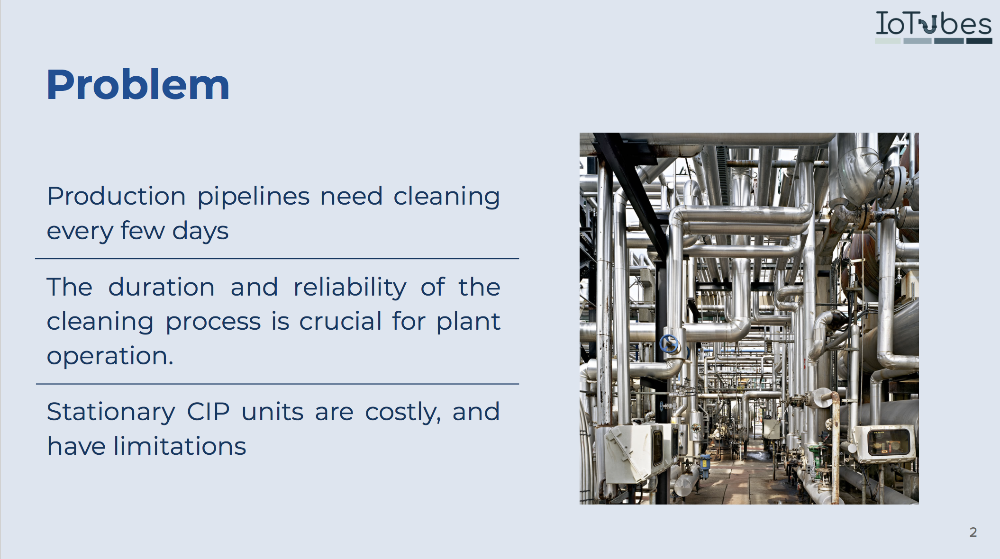 IoTubes
Problem
Production pipelines need cleaning
every few days
The duration and reliability of the
cleaning process is crucial for plant
operation.
Stationary CIP units are costly, and
have limitations
2